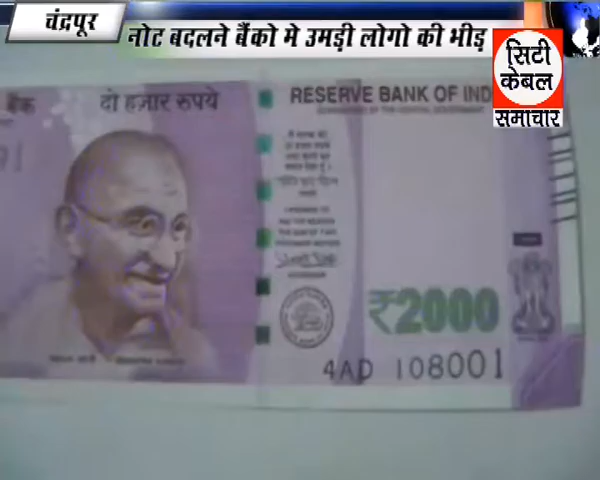 चंद्रपूर
नोट बदलने बैंको मे उमड़ी लोगो की भीड़
सिटी
केबल
समाचार
बैंक दो हज़ार रुपये
RESERVE BANK OF IND
₹2000
4AD 108001